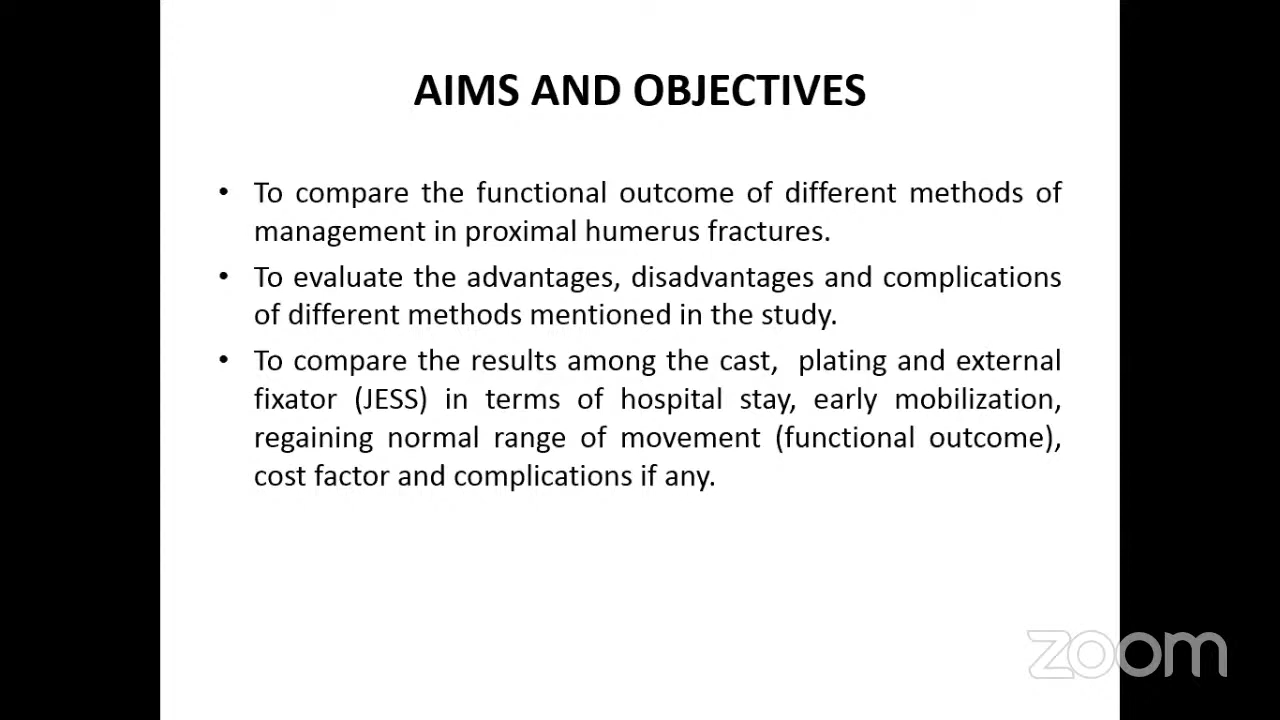 AIMS AND OBJECTIVES
• To compare the functional outcome of different methods of
management in proximal humerus fractures.
• To evaluate the advantages, disadvantages and complications
of different methods mentioned in the study.
• To compare the results among the cast, plating and external
fixator (JESS) in terms of hospital stay, early mobilization,
regaining normal range of movement (functional outcome),
cost factor and complications if any.
zoom